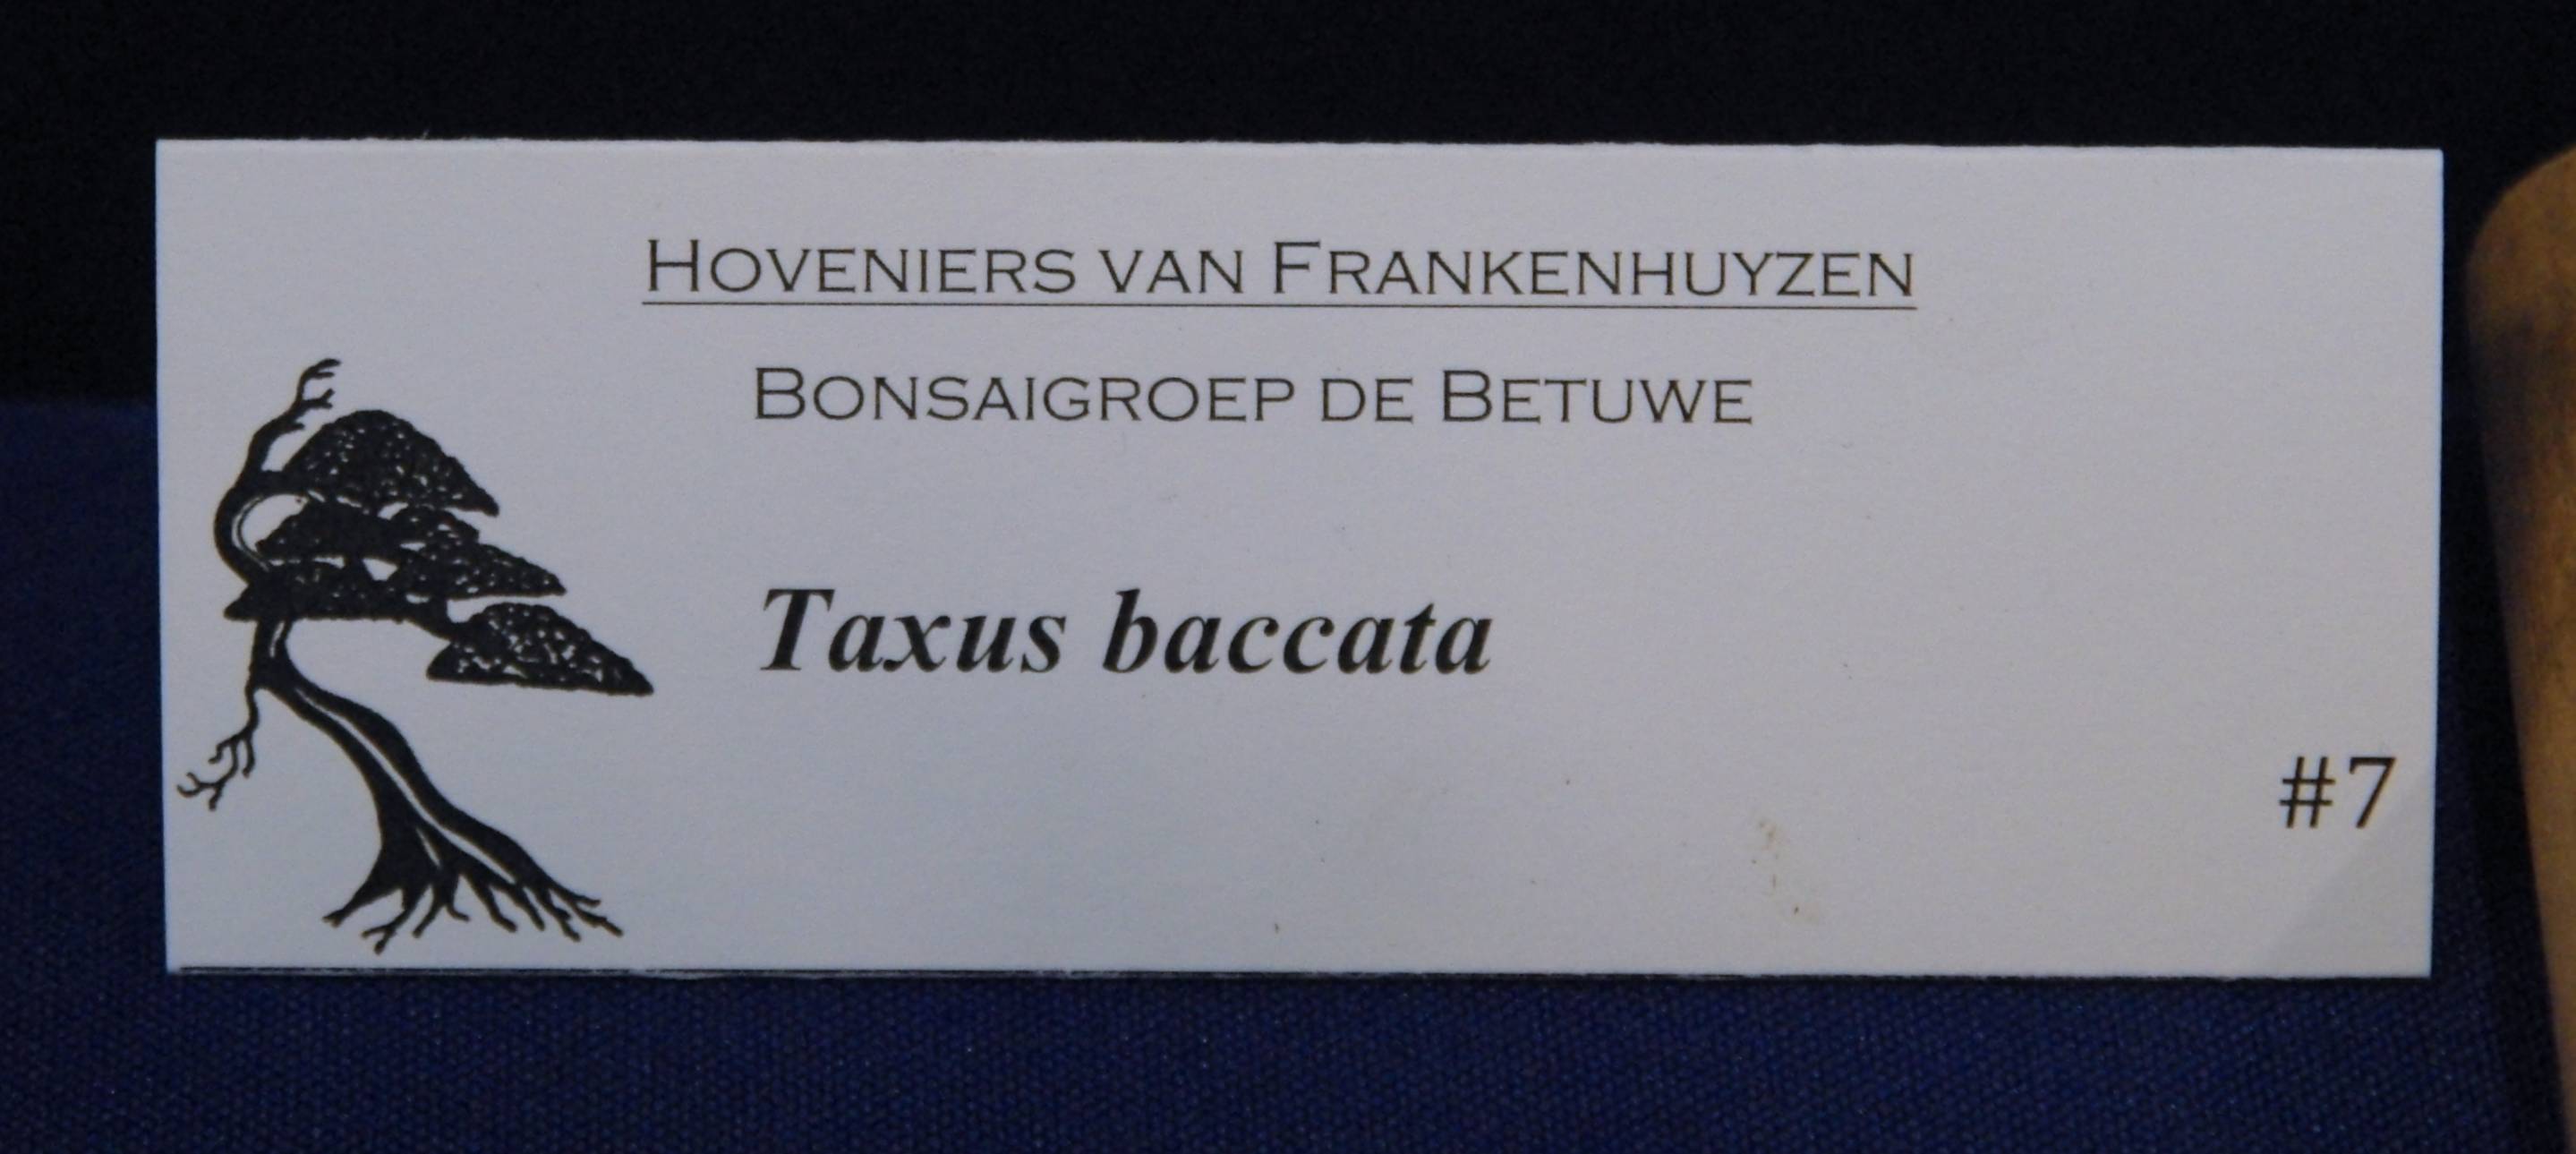 HOVENIERS VAN FRANKENHUYZEN
BONSAIGROEP DE BETUWE
Taxus baccata
#7